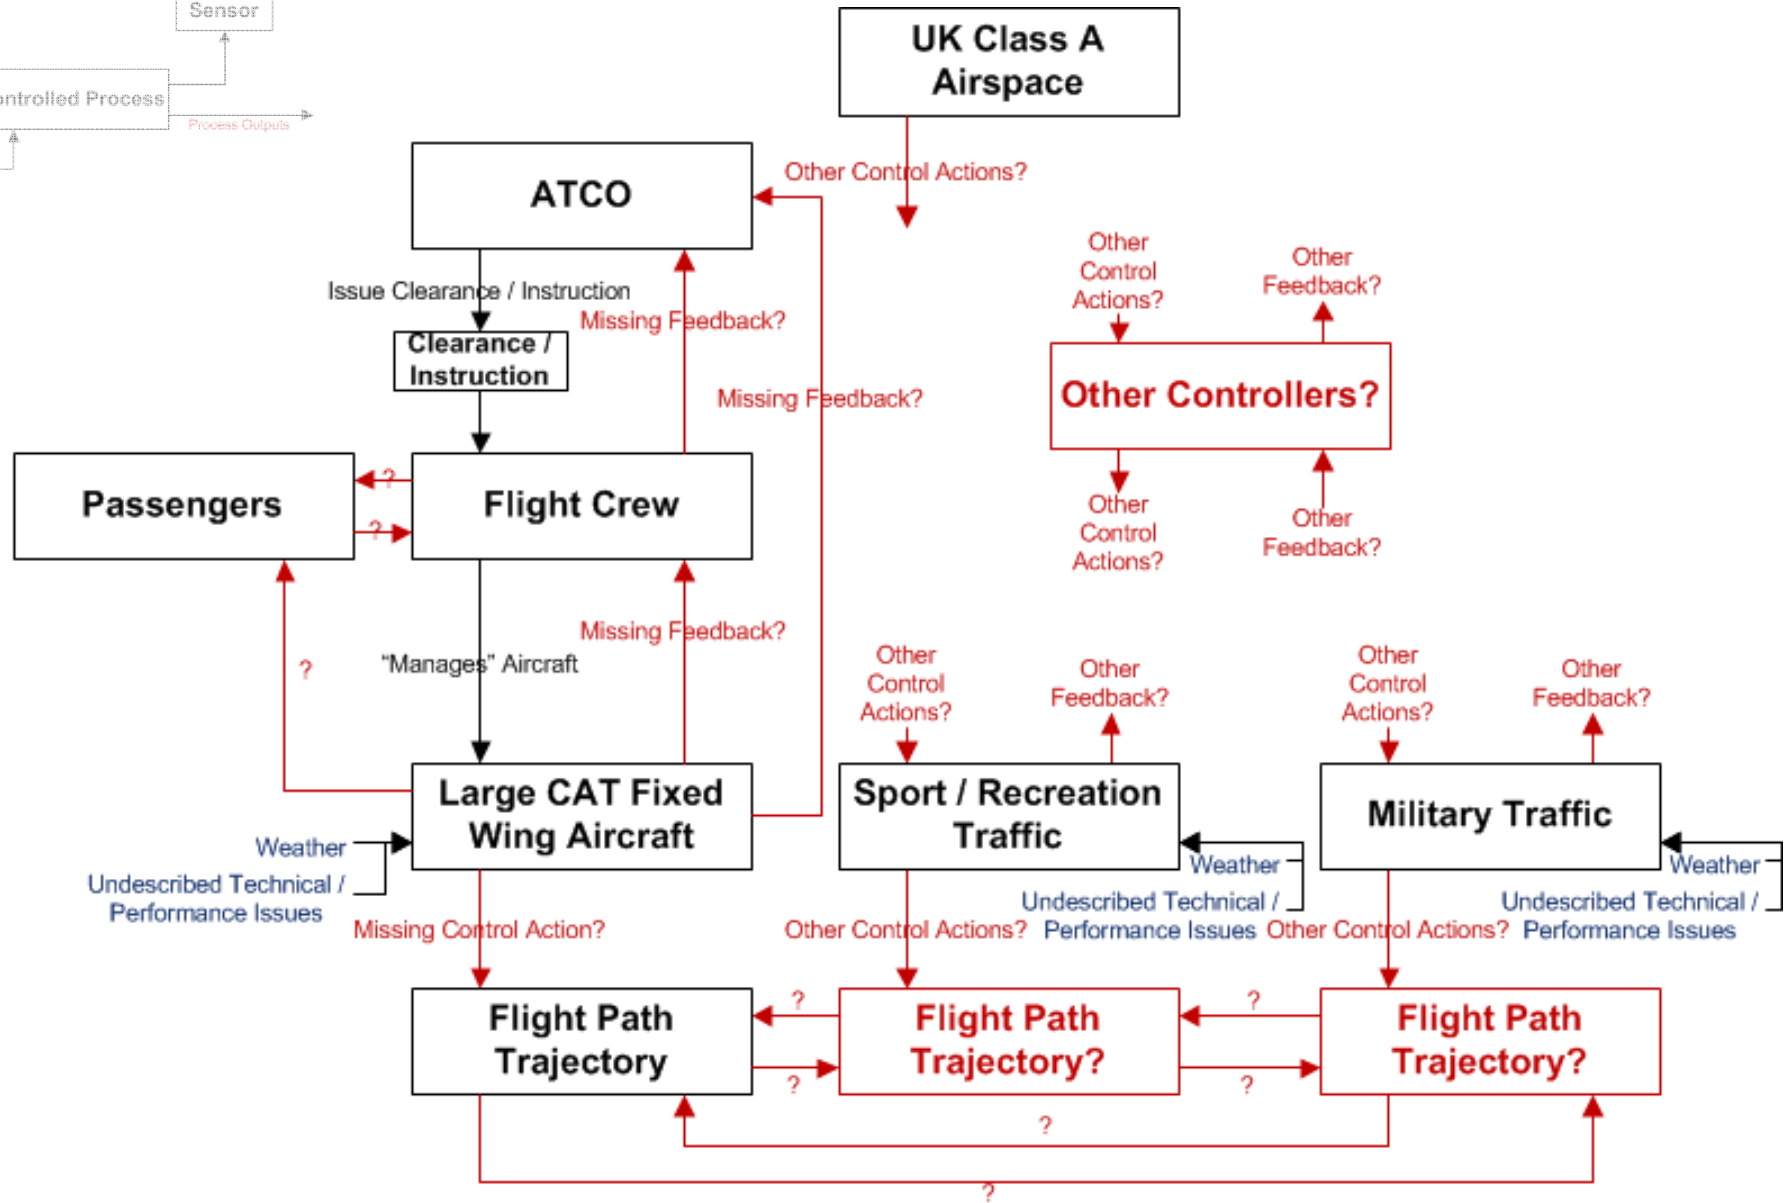 Sensor
ontrolled Process
Process Outputs
UK Class A
Airspace
ATCO
Other Control Actions?
Issue Clearance / Instruction
Missing Feedback?
Clearance /
Instruction
Missing Feedback?
Other
Control
Actions?
Other
Feedback?
Other Controllers?
Other
Control
Actions?
Other
Feedback?
Passengers
?
?
Flight Crew
?
"Manages" Aircraft
Missing Feedback?
Other
Control
Actions?
Other
Feedback?
Other
Control
Actions?
Other
Feedback?
Large CAT Fixed
Wing Aircraft
Sport / Recreation
Traffic
Military Traffic
Weather
Undescribed Technical /
Performance Issues
Weather
Undescribed Technical /
Performance Issues
Weather
Undescribed Technical /
Performance Issues
Missing Control Action?
Other Control Actions?
Other Control Actions?
Flight Path
Trajectory
?
?
Flight Path
Trajectory?
?
?
Flight Path
Trajectory?
?
?